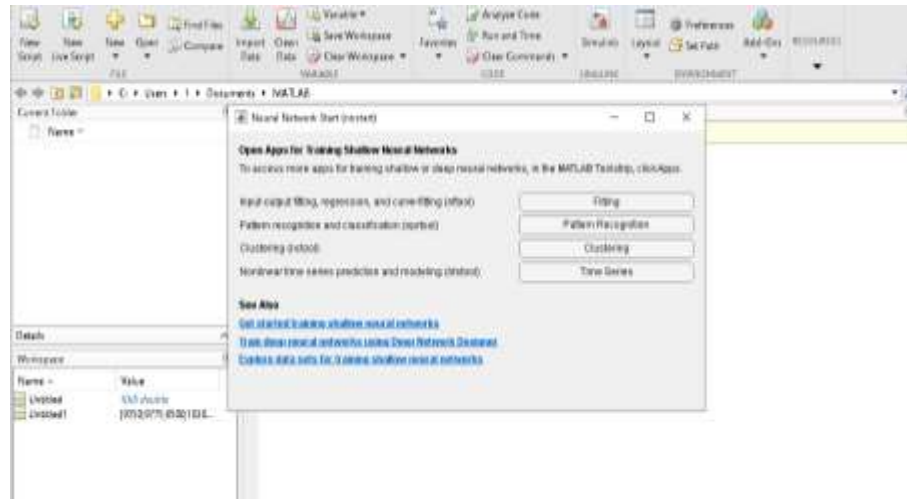 New Script
New Live Script
New
Open
Find Files
Compare
FILE
Import Data
Clean Data
Variable
Save Workspace
Clear Workspace
VARIABLE
Favorites
Analyze Code
Run and Time
Clear Commands
CODE
Simulink
SIMULINK
Layout
Preferences
Set Path
Add-Ons
ENVIRONMENT
RESOURCES
C: Users 1 Documents MATLAB
Current Folder
Name
Neural Network Start (nnstart)
Open Apps for Training Shallow Neural Networks
To access more apps for training shallow or deep neural networks, in the MATLAB Toolstrip, click Apps.
Input-output fitting, regression, and curve-fitting (nftool) Fitting
Pattern recognition and classification (nprtool) Pattern Recognition
Clustering (nctool) Clustering
Nonlinear time series prediction and modeling (ntstool) Time Series
See Also
Get started training shallow neural networks
Train deep neural networks using Deep Network Designer
Explore data sets for training shallow neural networks
Details
Workspace
Name Value
Untitled double
Untitled1